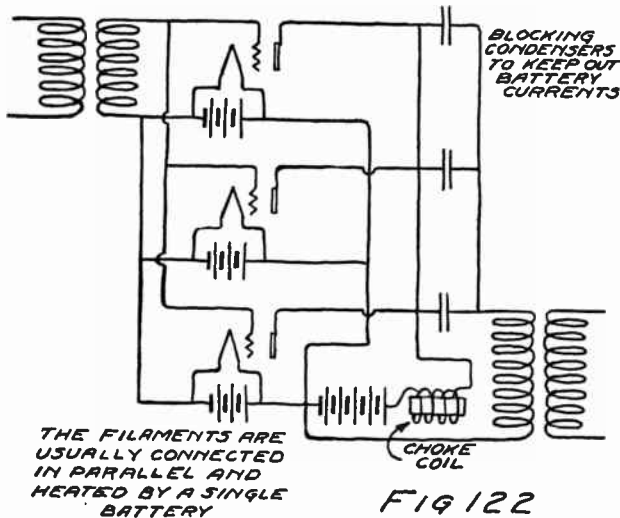 BLOCKING
CONDENSERS
TO KEEP OUT
BATTERY
CURRENTS
THE FILAMENTS ARE
USUALLY CONNECTED
IN PARALLEL AND
HEATED BY A SINGLE
BATTERY
CHOKE
COIL
FIG 122